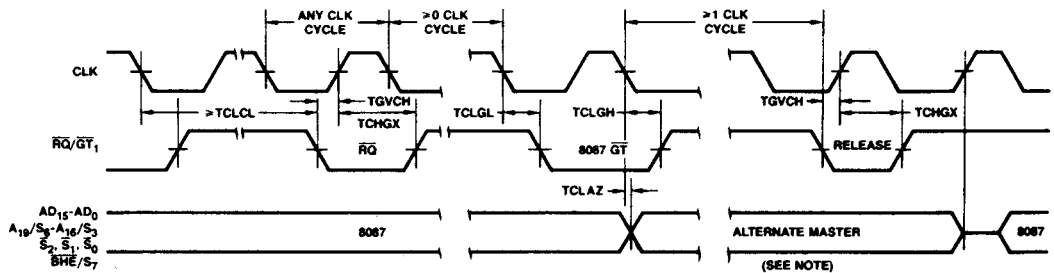 ANY CLK CYCLE
≥0 CLK CYCLE
≥1 CLK CYCLE
CLK
≥TCLCL
TGVCH
TCHGX
TCLGL
TCLGH
TGVCH
TCHGX
RQ/GT1
RQ
8087 GT
RELEASE
TCLAZ
AD15-AD0
A19/S6-A16/S3
S2, S1, S0
BHE/S7
8087
ALTERNATE MASTER
(SEE NOTE)
8087